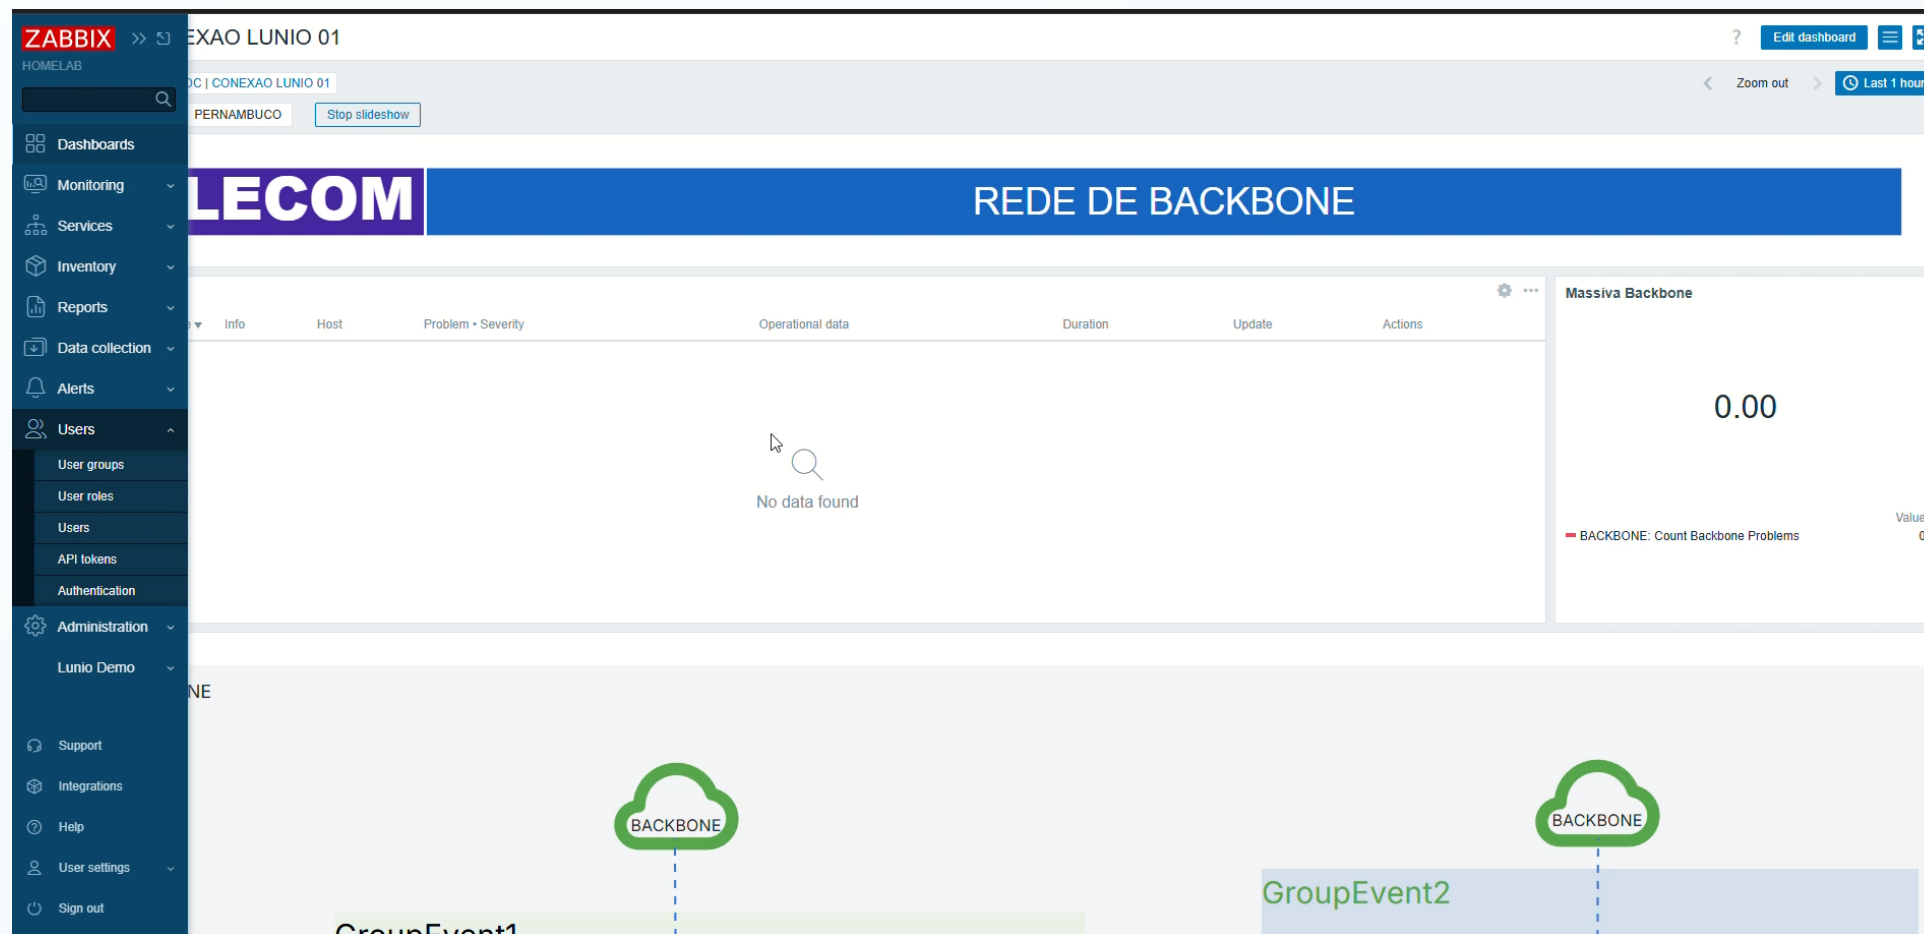 ZABBIX
HOMELAB
EXAO LUNIO 01
? Edit dashboard
DC | CONEXAO LUNIO 01
Zoom out
Last 1 hour
PERNAMBUCO
Stop slideshow
Dashboards
Monitoring
Services
Inventory
Reports
Data collection
Alerts
Users
User groups
User roles
Users
API tokens
Authentication
Administration
Lunio Demo
Support
Integrations
Help
User settings
Sign out
LECOM
REDE DE BACKBONE
Info Host Problem • Severity Operational data Duration Update Actions
No data found
Massiva Backbone
0.00
Value
BACKBONE: Count Backbone Problems 0
NE
BACKBONE
BACKBONE
GroupEvent2
GroupEvent1